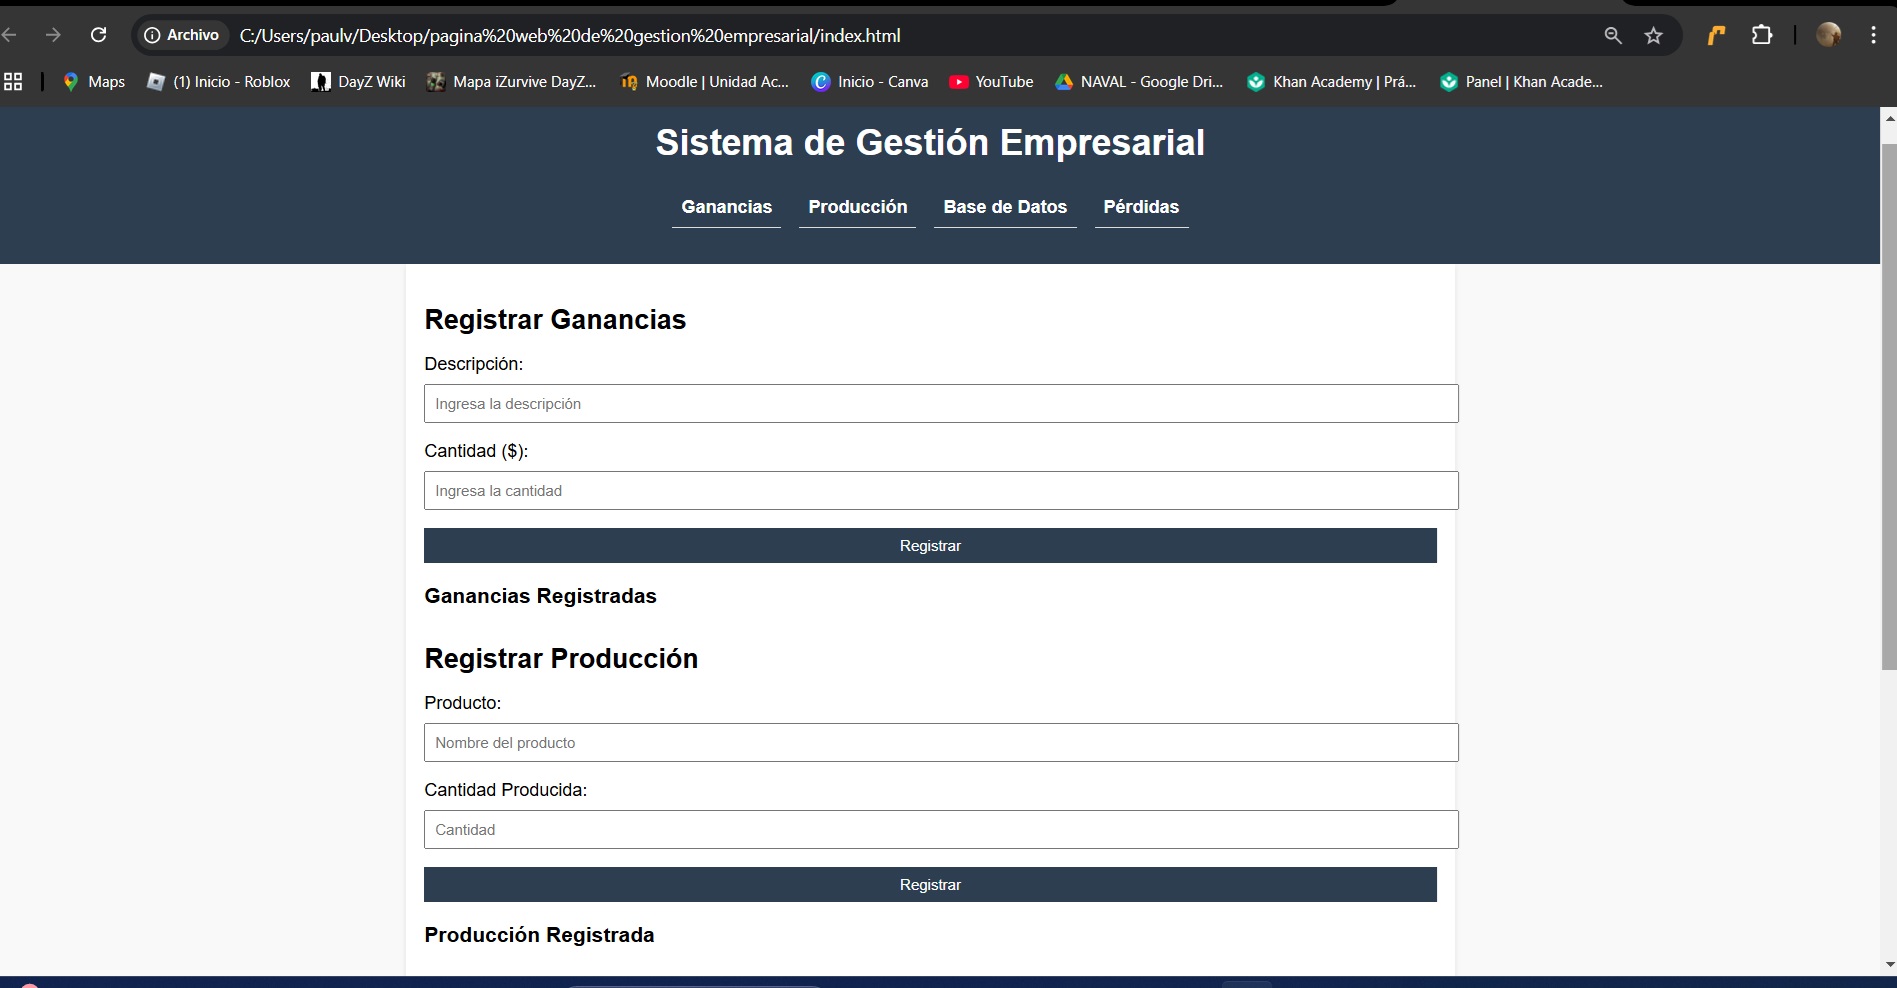 Archivo C:/Users/paulv/Desktop/pagina%20web%20de%20gestion%20empresarial/index.html
Maps (1) Inicio - Roblox DayZ Wiki Mapa iZurvive DayZ... Moodle | Unidad Ac... Inicio - Canva YouTube NAVAL - Google Dri... Khan Academy | Prá... Panel | Khan Acade...
Sistema de Gestión Empresarial
Ganancias Producción Base de Datos Pérdidas
Registrar Ganancias
Descripción:
Ingresa la descripción
Cantidad ($):
Ingresa la cantidad
Registrar
Ganancias Registradas
Registrar Producción
Producto:
Nombre del producto
Cantidad Producida:
Cantidad
Registrar
Producción Registrada